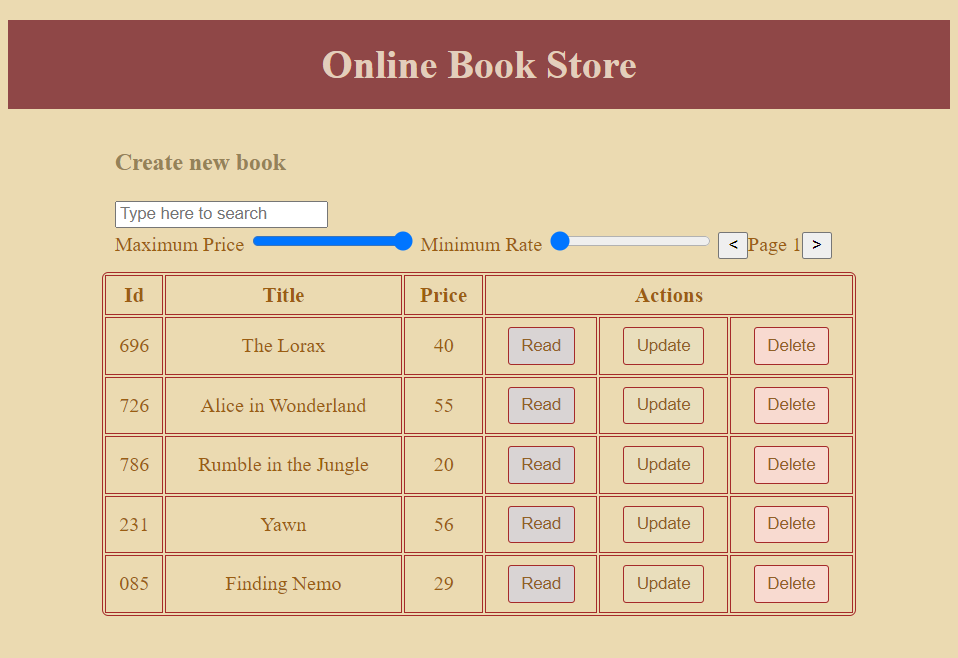 Online Book Store
Create new book
Type here to search
Maximum Price Minimum Rate < Page 1 >
Id Title Price Actions
696 The Lorax 40 Read Update Delete
726 Alice in Wonderland 55 Read Update Delete
786 Rumble in the Jungle 20 Read Update Delete
231 Yawn 56 Read Update Delete
085 Finding Nemo 29 Read Update Delete